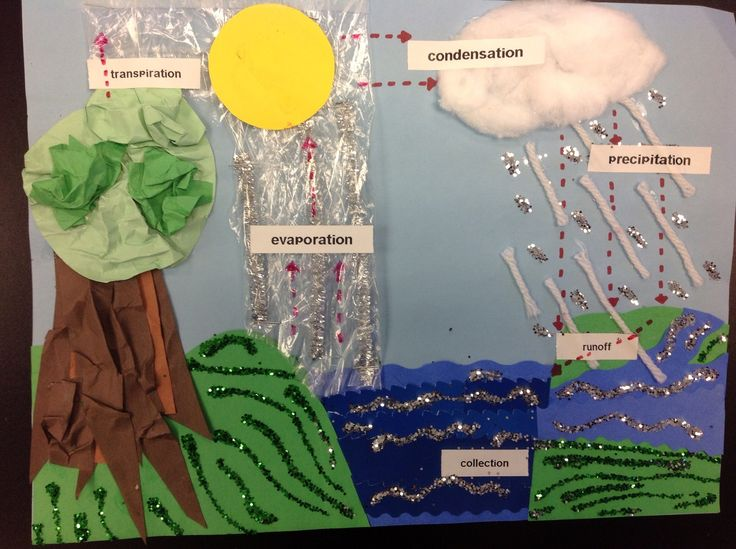 transpiration
condensation
precipitation
evaporation
runoff
collection